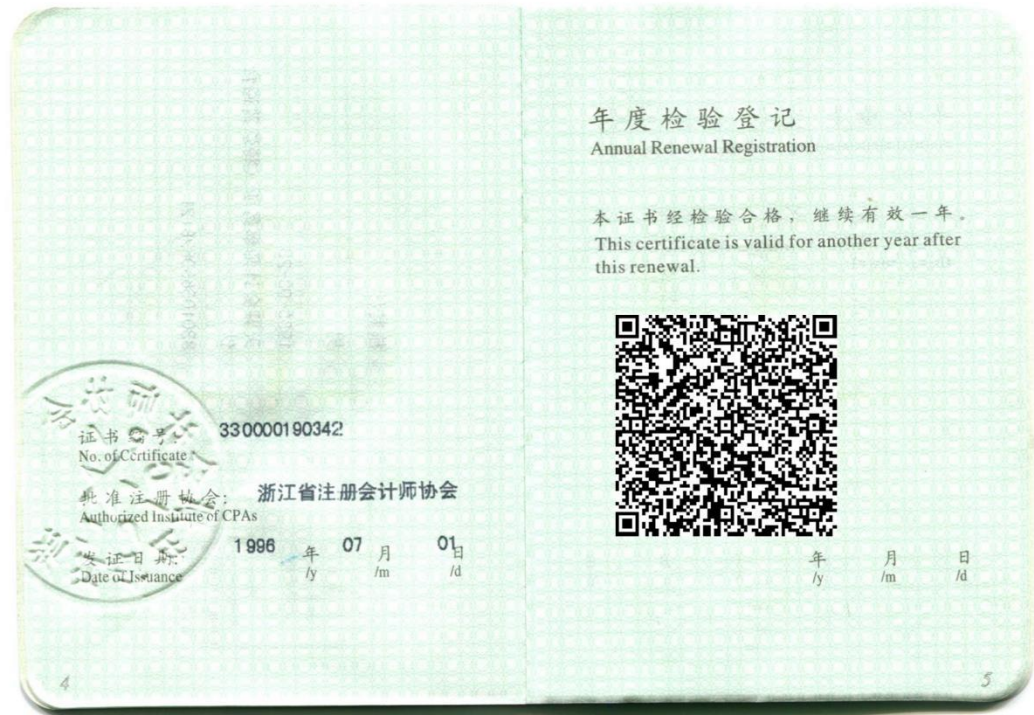 证书编号:
No. of Certificate
330000190342
批准注册协会:
Authorized Institute of CPAs
浙江省注册会计师协会
发证日期:
Date of Issuance
1996 年 07 月 01 日
/y /m /d
4
年度检验登记
Annual Renewal Registration
本证书经检验合格，继续有效一年。
This certificate is valid for another year after
this renewal.
年 月 日
/y /m /d
5